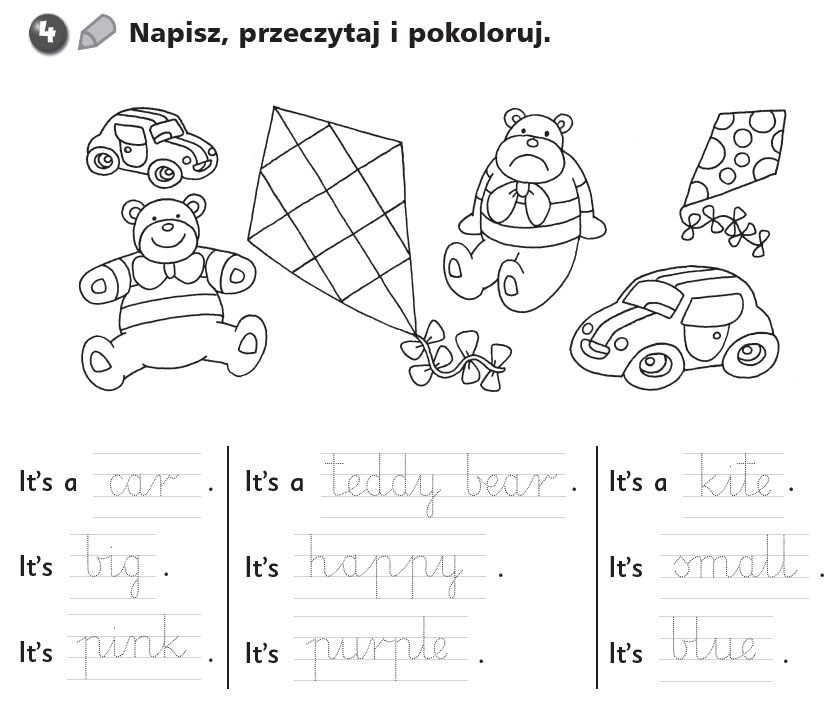 4 Napisz, przeczytaj i pokoloruj.
It's a car.
It's big.
It's pink.
It's a teddy bear.
It's happy.
It's purple.
It's a kite.
It's small.
It's blue.